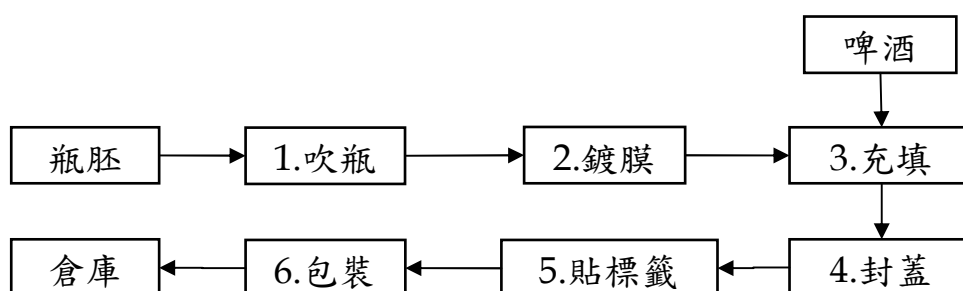 啤酒
瓶胚
1.吹瓶
2.鍍膜
3.充填
倉庫
6.包裝
5.貼標籤
4.封蓋